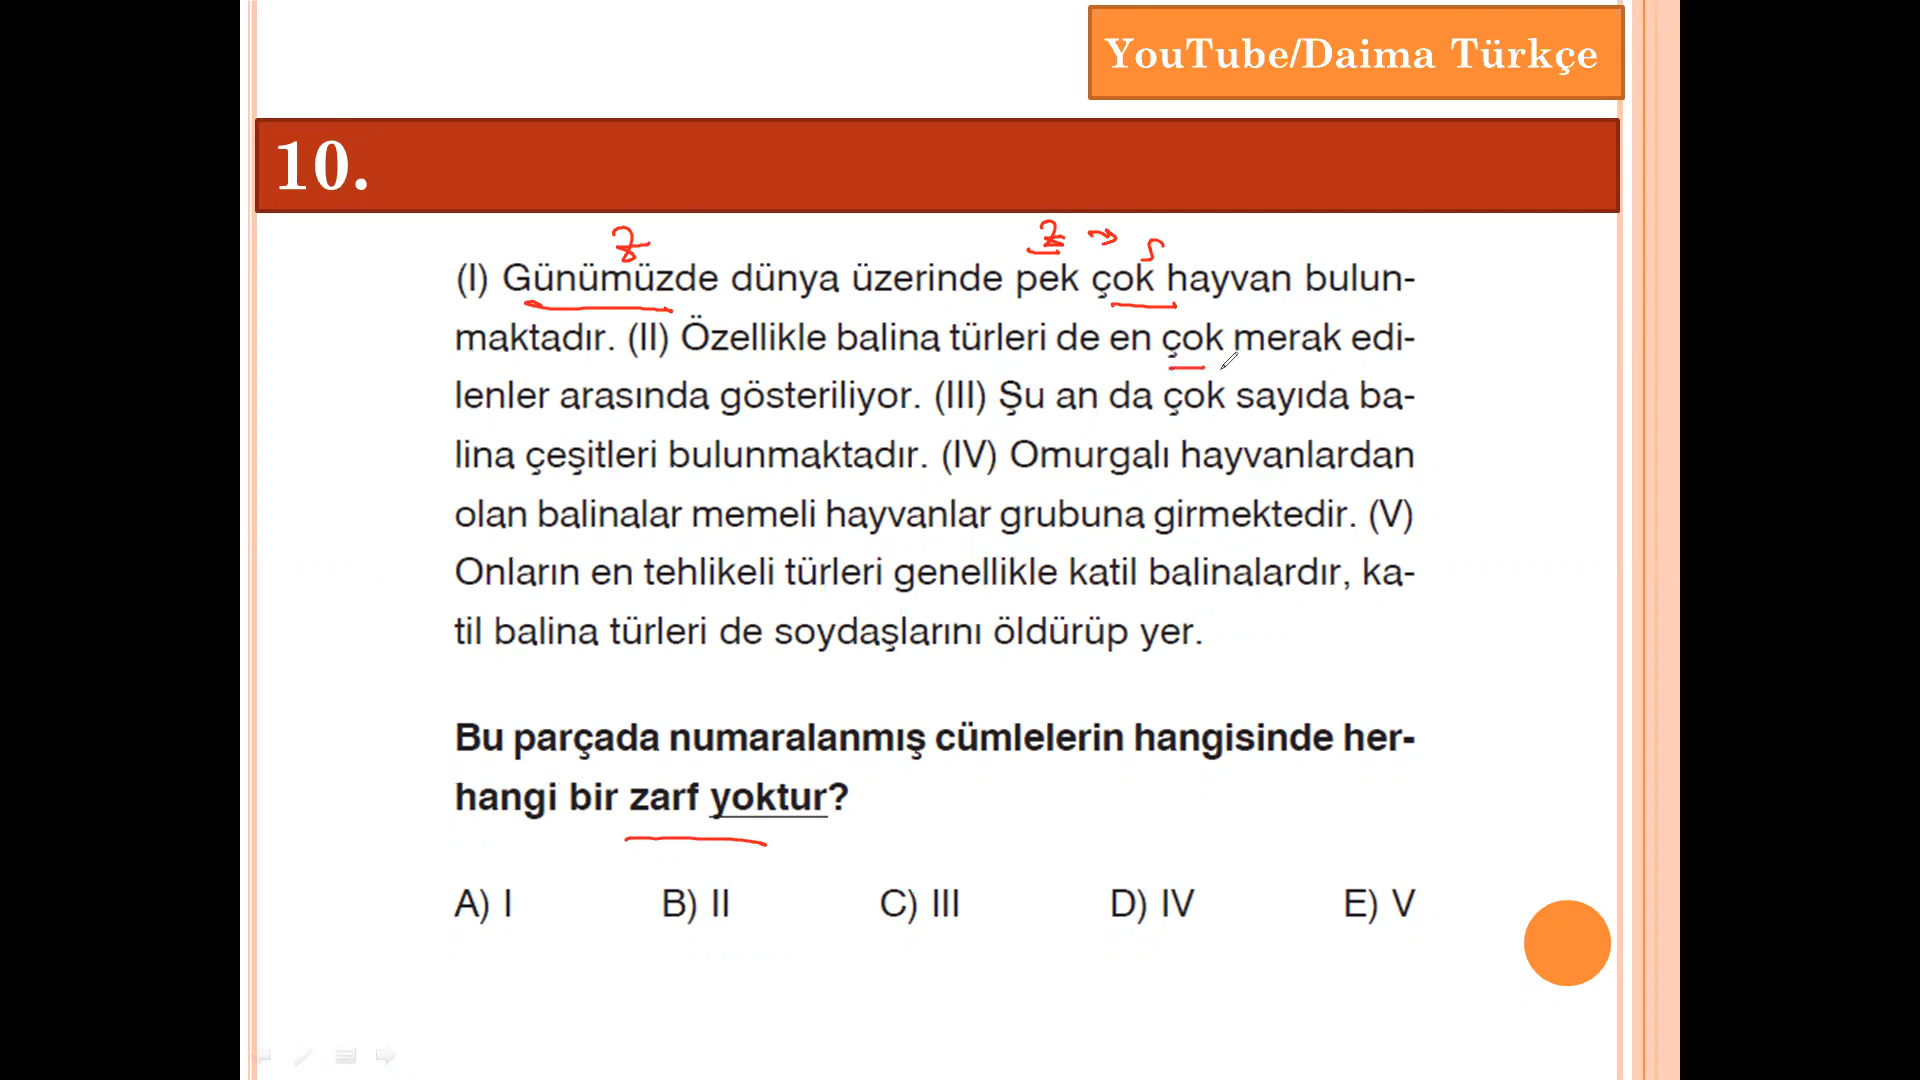 YouTube/Daima Türkçe
10.
z z s
(I) Günümüzde dünya üzerinde pek çok hayvan bulun-
maktadır. (II) Özellikle balina türleri de en çok merak edi-
lenler arasında gösteriliyor. (III) Şu an da çok sayıda ba-
lina çeşitleri bulunmaktadır. (IV) Omurgalı hayvanlardan
olan balinalar memeli hayvanlar grubuna girmektedir. (V)
Onların en tehlikeli türleri genellikle katil balinalardır, ka-
til balina türleri de soydaşlarını öldürüp yer.
Bu parçada numaralanmış cümlelerin hangisinde her-
hangi bir zarf yoktur?
A) I B) II C) III D) IV E) V